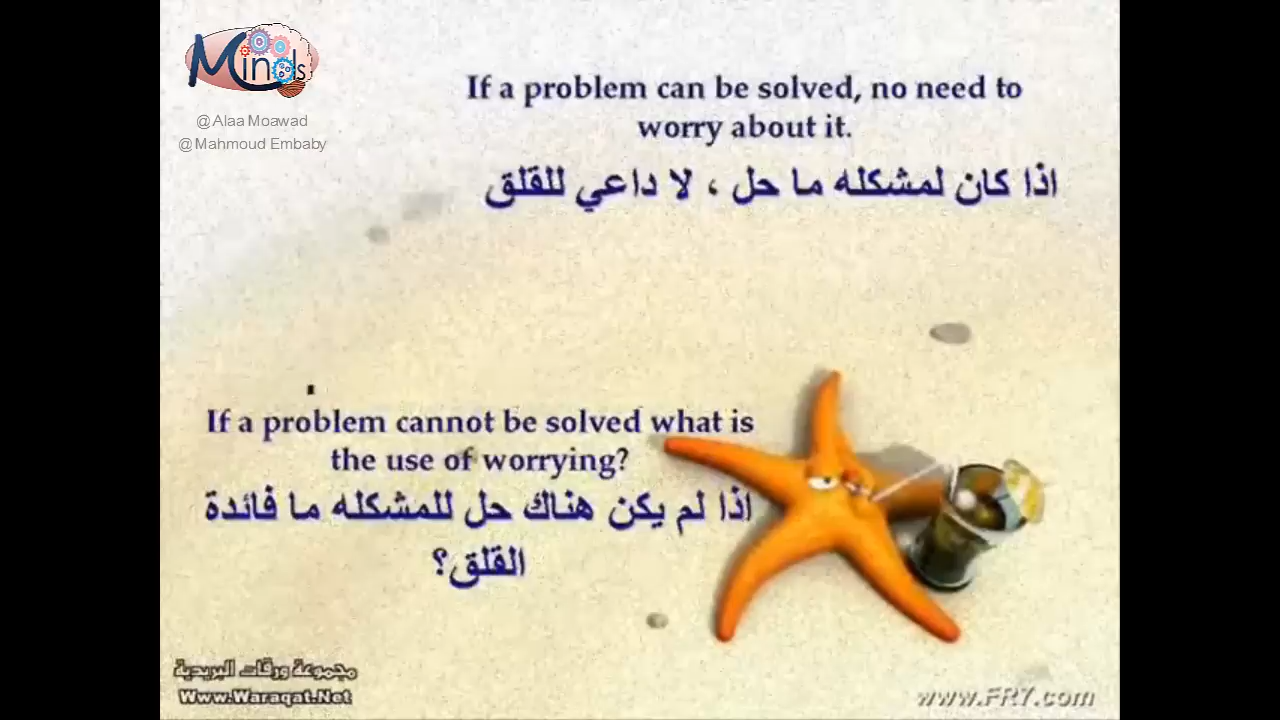 Minds
@Alaa Moawad
@Mahmoud Embaby
If a problem can be solved, no need to
worry about it.
اذا كان لمشكله ما حل ، لا داعي للقلق
If a problem cannot be solved what is
the use of worrying?
اذا لم يكن هناك حل للمشكله ما فائدة
القلق؟
مجموعة ورقات البريدية
Www.Waraqat.Net
www.FR7.com